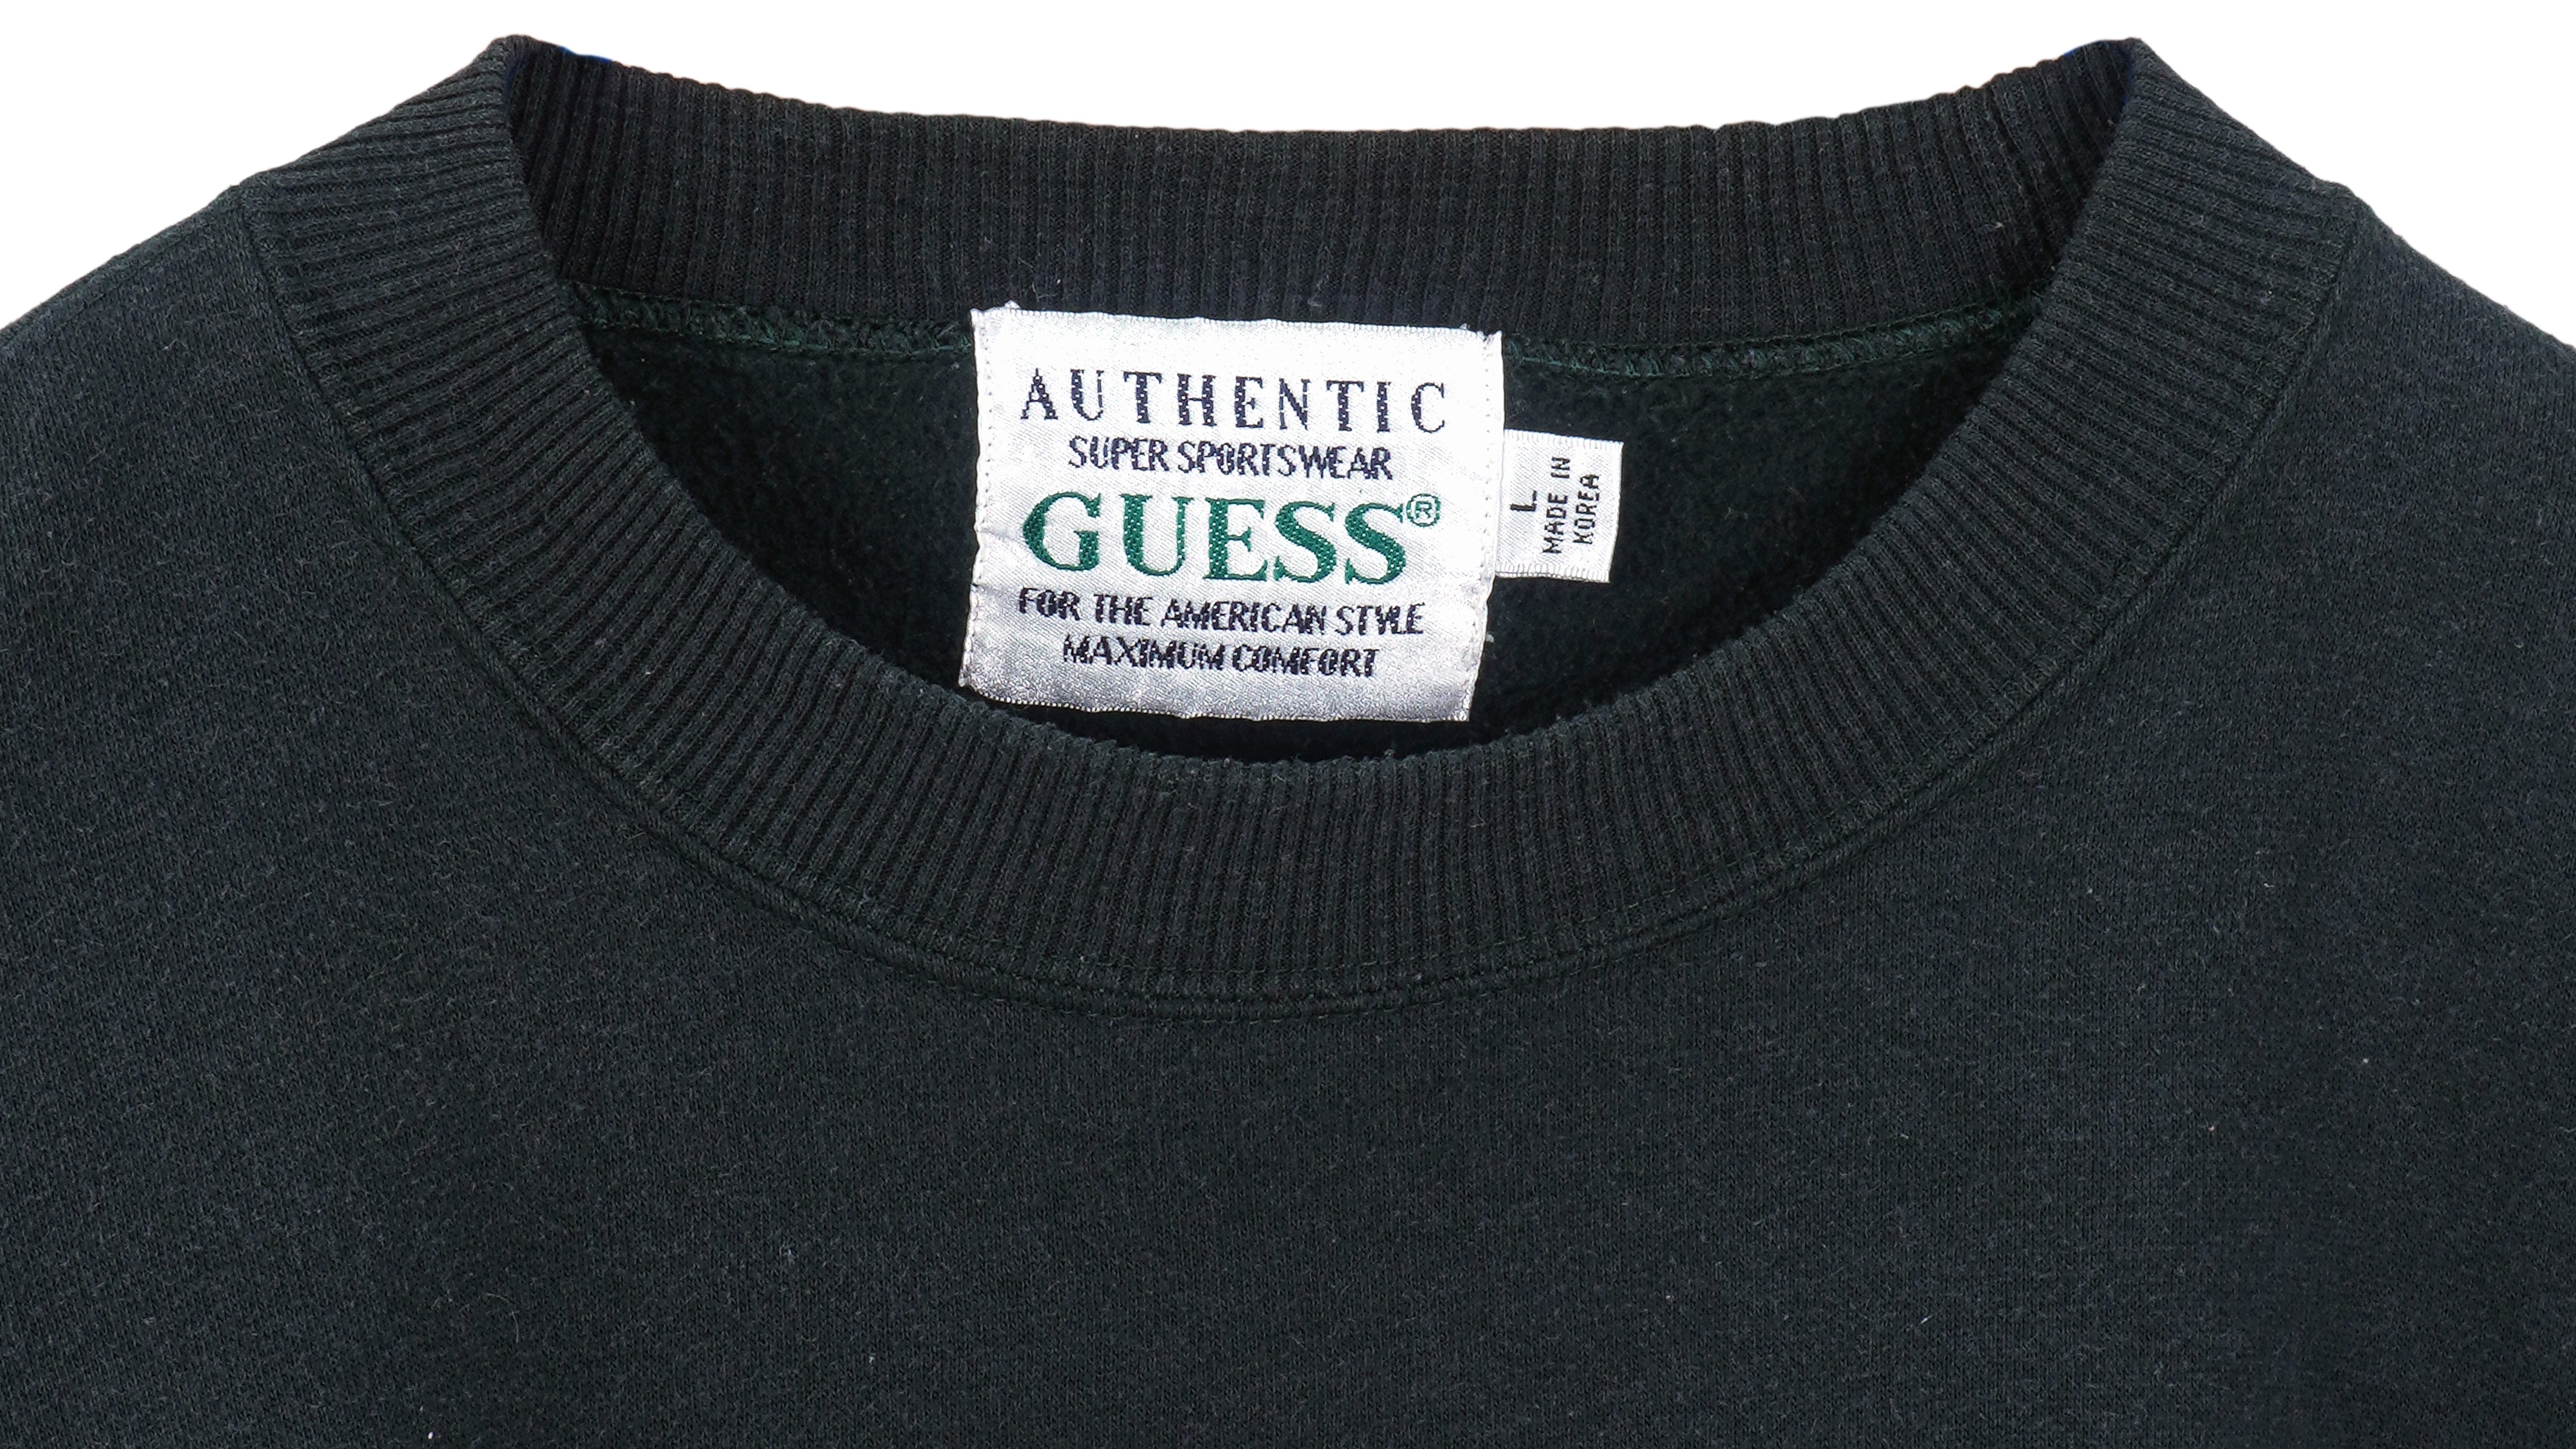 AUTHENTIC
SUPER SPORTSWEAR
GUESS®
FOR THE AMERICAN STYLE
MAXIMUM COMFORT
L
MADE IN
KOREA